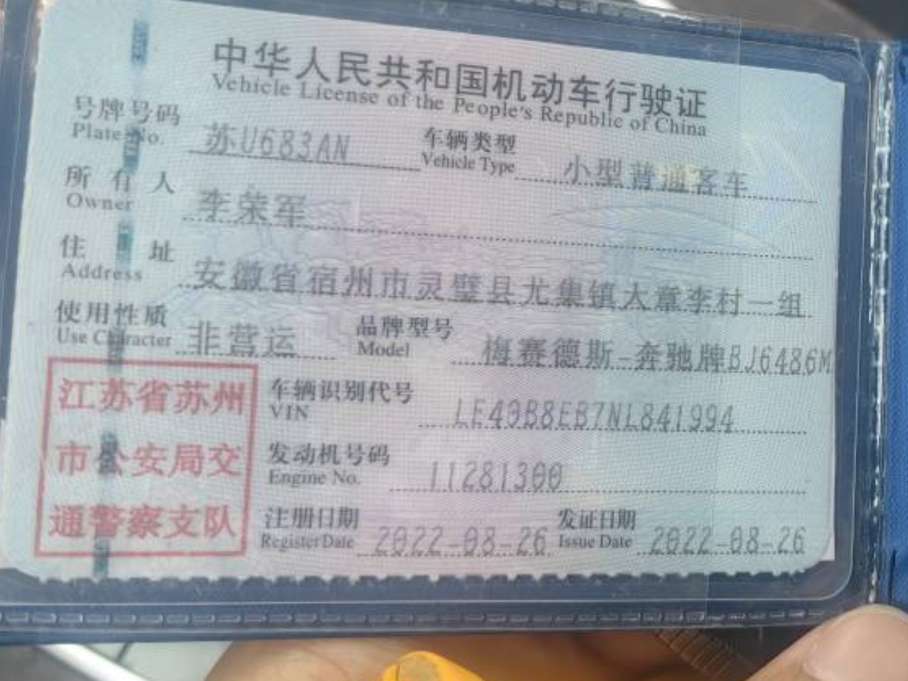 中华人民共和国机动车行驶证
Vehicle License of the People's Republic of China
号牌号码 苏U683AN 车辆类型 小型普通客车
Plate No. Vehicle Type
所有人 李荣军
Owner
住址 安徽省宿州市灵璧县尤集镇大章李村一组
Address
使用性质 非营运 品牌型号 梅赛德斯-奔驰牌BJ6486M
Use Character Model
江苏省苏州
市公安局交
通警察支队
车辆识别代号 LE40B8EB7NL841994
VIN
发动机号码 11281300
Engine No.
注册日期 2022-08-26 发证日期 2022-08-26
Register Date Issue Date